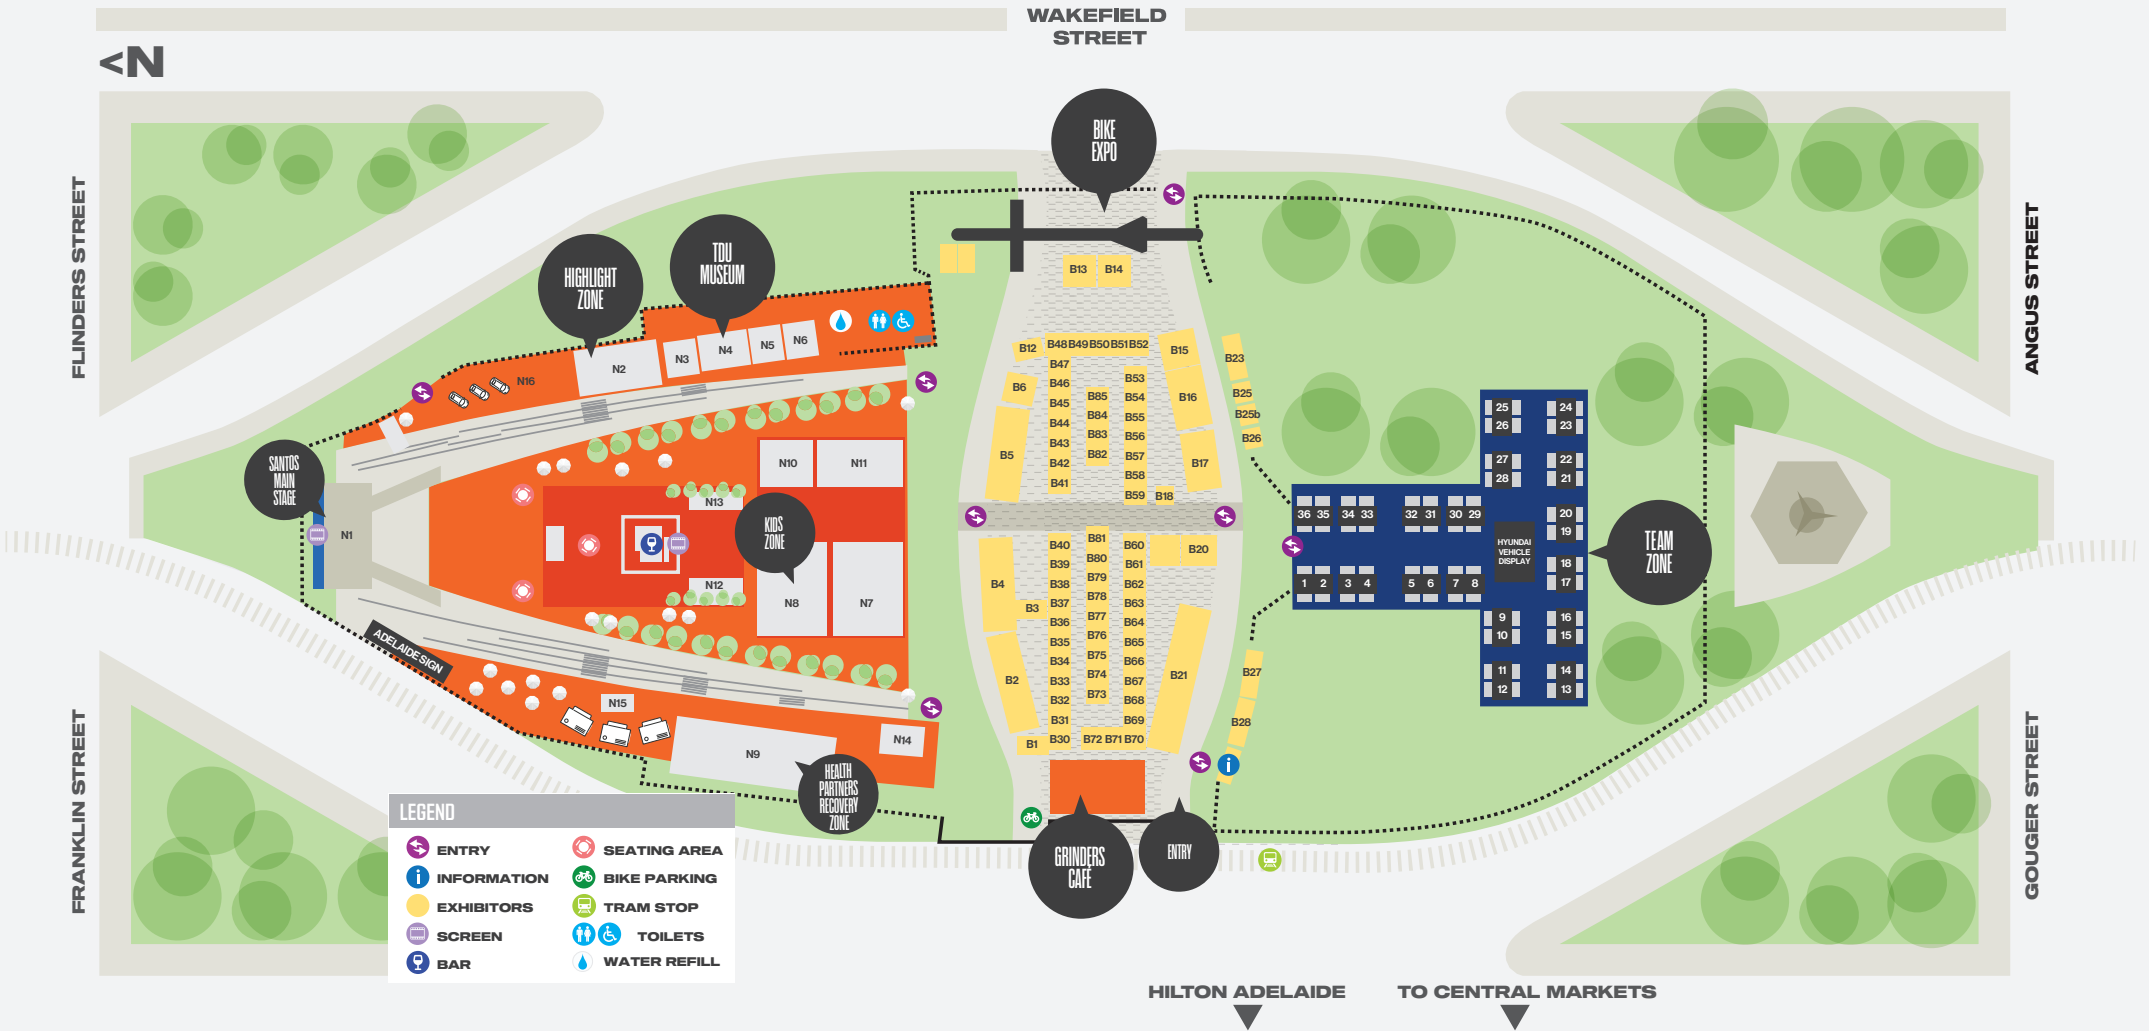 WAKEFIELD
STREET
<N
FLINDERS STREET
ANGUS STREET
FRANKLIN STREET
GOUGER STREET
BIKE
EXPO
TDU
MUSEUM
HIGHLIGHT
ZONE
SANTOS
MAIN
STAGE
KIDS
ZONE
TEAM
ZONE
HEALTH
PARTNERS
RECOVERY
ZONE
GRINDERS
CAFÉ
ENTRY
ADELAIDE SIGN
HYUNDAI
VEHICLE
DISPLAY
N1
N2
N3
N4
N5
N6
N16
N10
N11
N13
N12
N8
N7
N15
N9
N14
B13
B14
B12
B48 B49 B50 B51 B52
B15
B23
B47
B46
B45
B44
B43
B42
B41
B6
B5
B85
B84
B83
B82
B53
B54
B55
B56
B57
B58
B59
B18
B16
B17
B25
B25b
B26
B40
B39
B38
B37
B36
B35
B34
B33
B32
B31
B30
B4
B3
B2
B1
B81
B80
B79
B78
B77
B76
B75
B74
B73
B72 B71 B70
B60
B61
B62
B63
B64
B65
B66
B67
B68
B69
B20
B21
B27
B28
25 24
26 23
27 22
28 21
36 35 34 33 32 31 30 29
20
19
18
17
1 2 3 4 5 6 7 8
9 16
10 15
11 14
12 13
LEGEND
ENTRY
INFORMATION
EXHIBITORS
SCREEN
BAR
SEATING AREA
BIKE PARKING
TRAM STOP
TOILETS
WATER REFILL
HILTON ADELAIDE
TO CENTRAL MARKETS